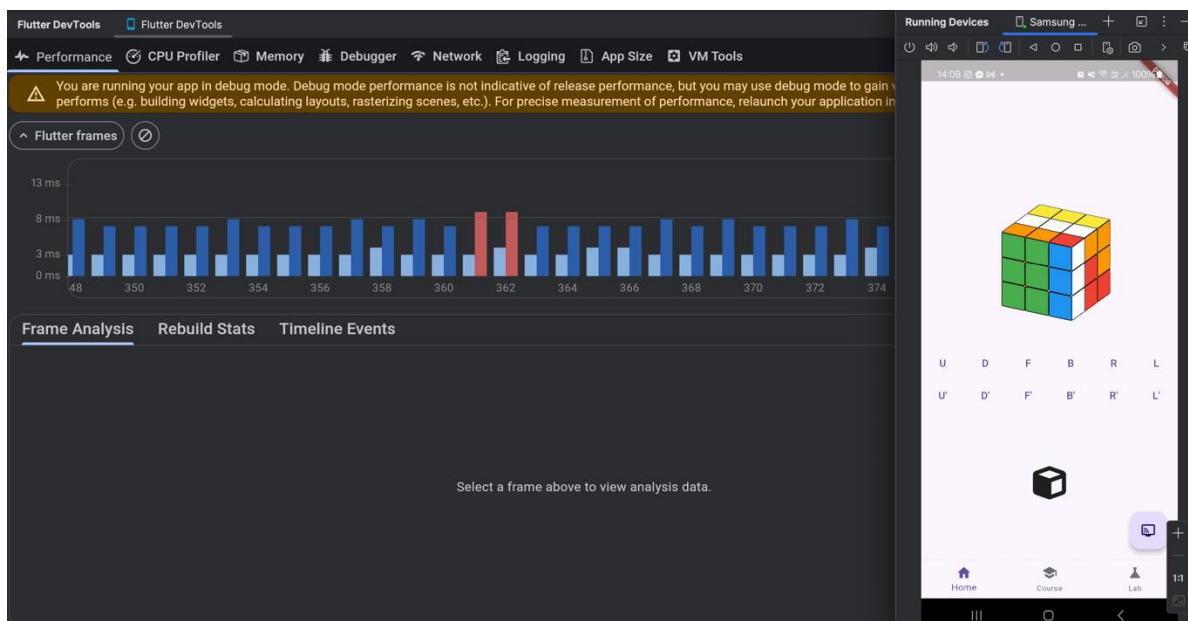 Flutter DevTools Flutter DevTools
Performance CPU Profiler Memory Debugger Network Logging App Size VM Tools
You are running your app in debug mode. Debug mode performance is not indicative of release performance, but you may use debug mode to gain
performs (e.g. building widgets, calculating layouts, rasterizing scenes, etc.). For precise measurement of performance, relaunch your application in
Flutter frames
13 ms
8 ms
3 ms
0 ms
48 350 352 354 356 358 360 362 364 366 368 370 372 374
Frame Analysis Rebuild Stats Timeline Events
Select a frame above to view analysis data.
Running Devices Samsung ...
14:08 100%
U D F B R L
U' D' F' B' R' L'
Home Course Lab
1:1